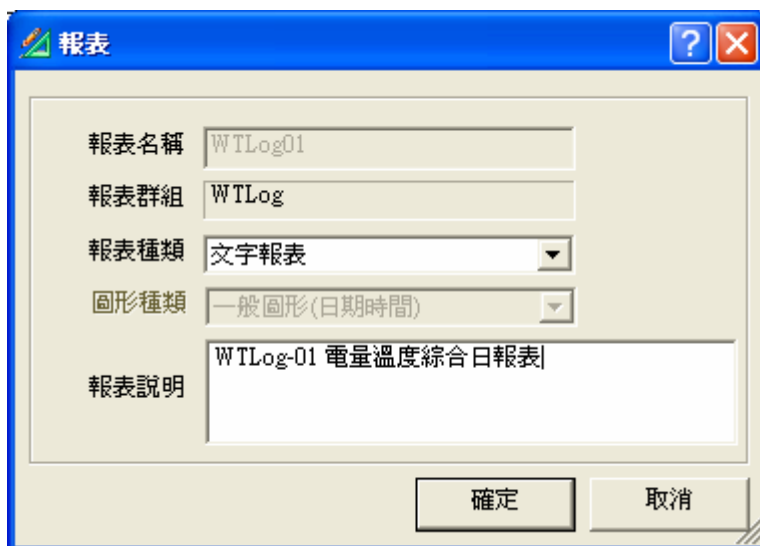 報表
報表名稱 WTLog01
報表群組 WTLog
報表種類 文字報表
圖形種類 一般圖形(日期時間)
報表說明 WTLog-01 電量溫度綜合日報表
確定 取消